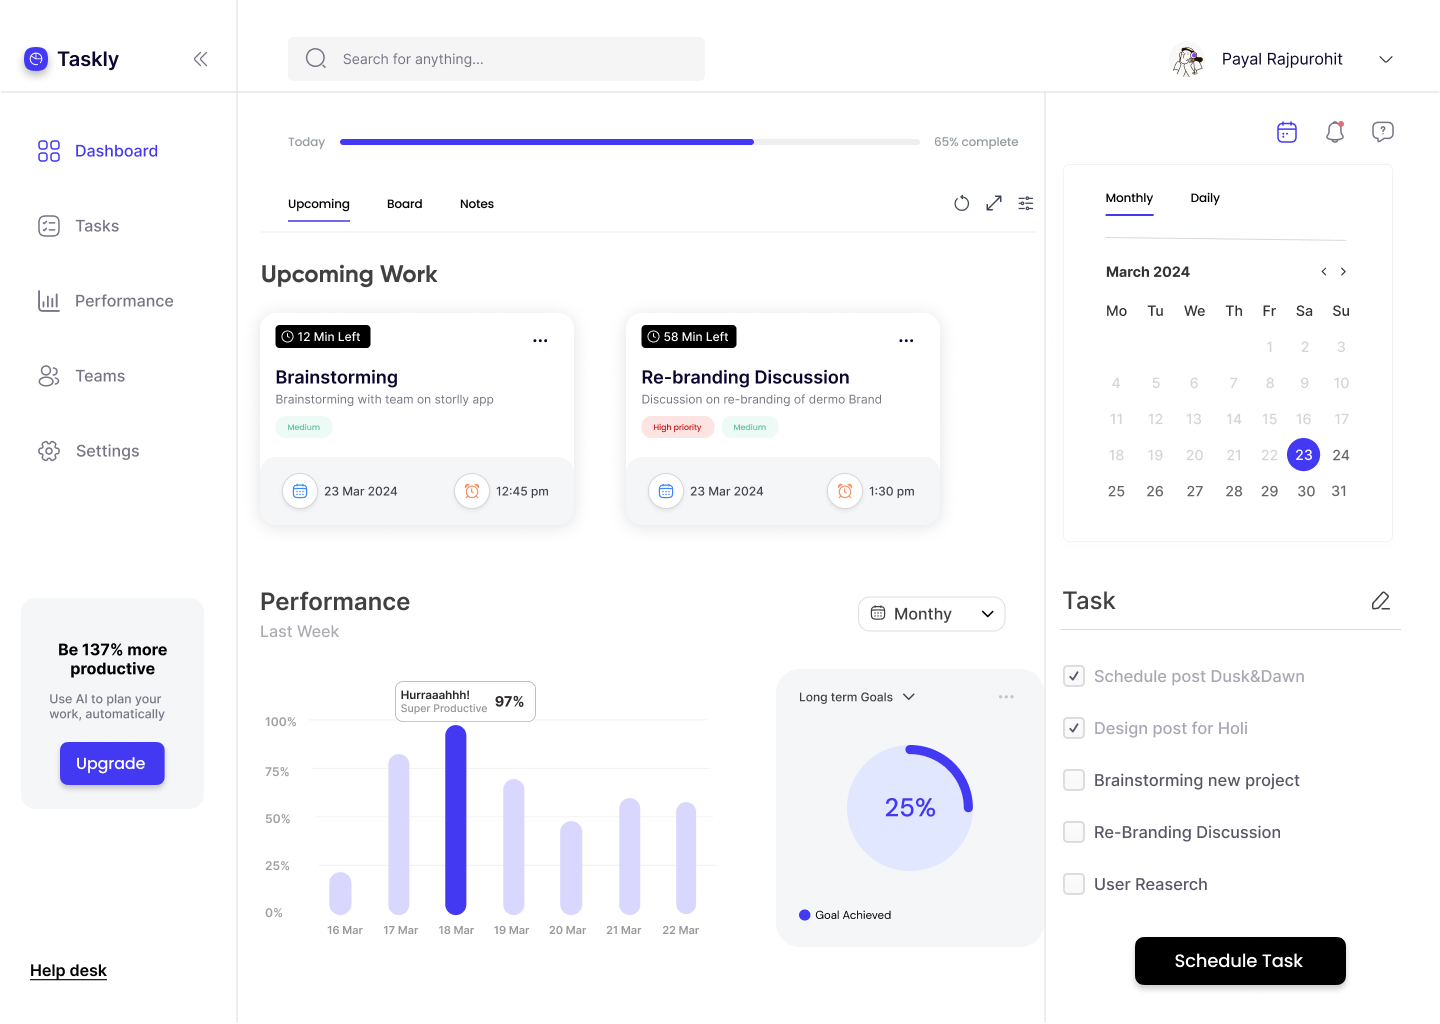 Taskly
Search for anything...
Payal Rajpurohit
Dashboard
Tasks
Performance
Teams
Settings
Be 137% more
productive
Use AI to plan your
work, automatically
Upgrade
Help desk
Today
65% complete
Upcoming Board Notes
Upcoming Work
12 Min Left
Brainstorming
Brainstorming with team on storlly app
Medium
23 Mar 2024 12:45 pm
58 Min Left
Re-branding Discussion
Discussion on re-branding of dermo Brand
High priority Medium
23 Mar 2024 1:30 pm
Performance
Last Week
Monthy
Hurraaahhh!
Super Productive
97%
100%
75%
50%
25%
0%
16 Mar 17 Mar 18 Mar 19 Mar 20 Mar 21 Mar 22 Mar
Long term Goals
25%
Goal Achieved
?
Monthly Daily
March 2024
Mo Tu We Th Fr Sa Su
1 2 3
4 5 6 7 8 9 10
11 12 13 14 15 16 17
18 19 20 21 22 23 24
25 26 27 28 29 30 31
Task
Schedule post Dusk&Dawn
Design post for Holi
Brainstorming new project
Re-Branding Discussion
User Reaserch
Schedule Task